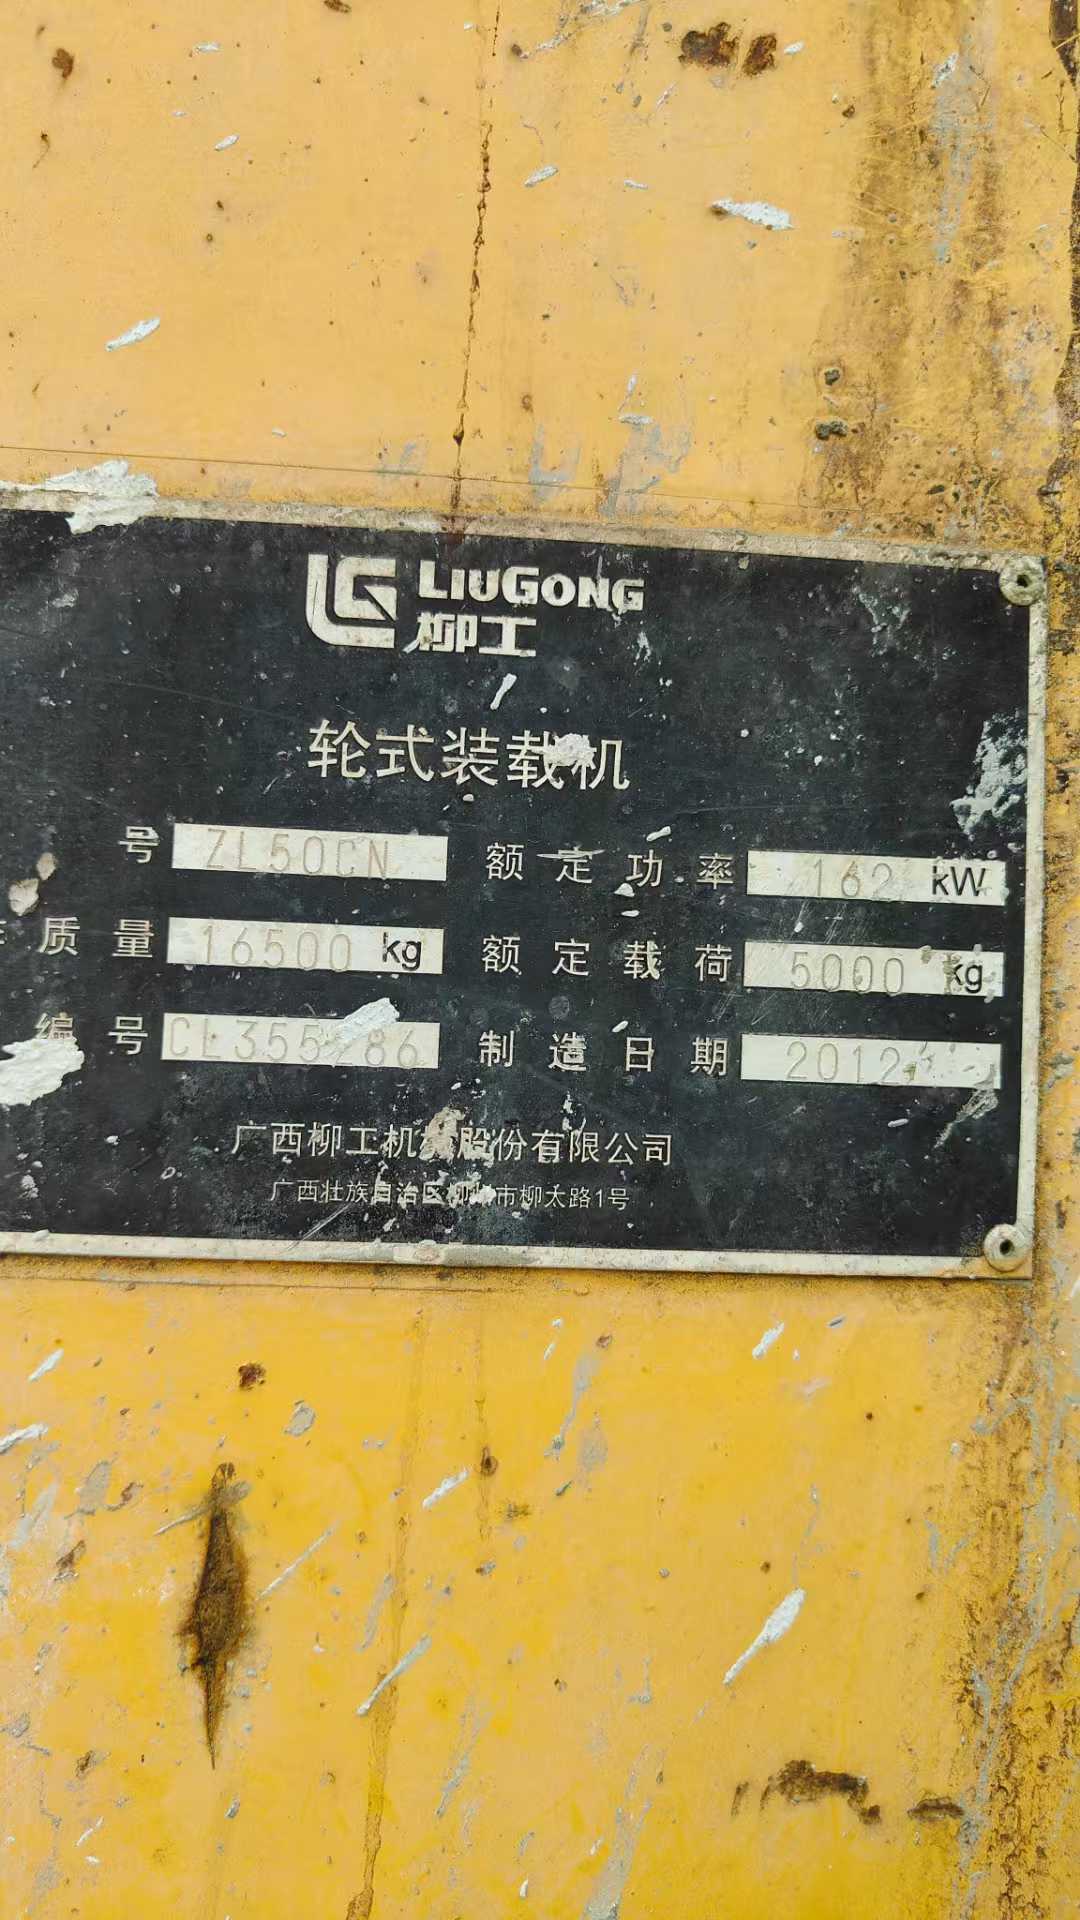 LIUGONG
柳工
轮式装载机
号 ZL50CN 额定功率 162 kW
质量 16500 kg 额定载荷 5000 kg
编号 制造日期 2012
广西柳工机械股份有限公司
广西壮族自治区柳州市柳太路1号